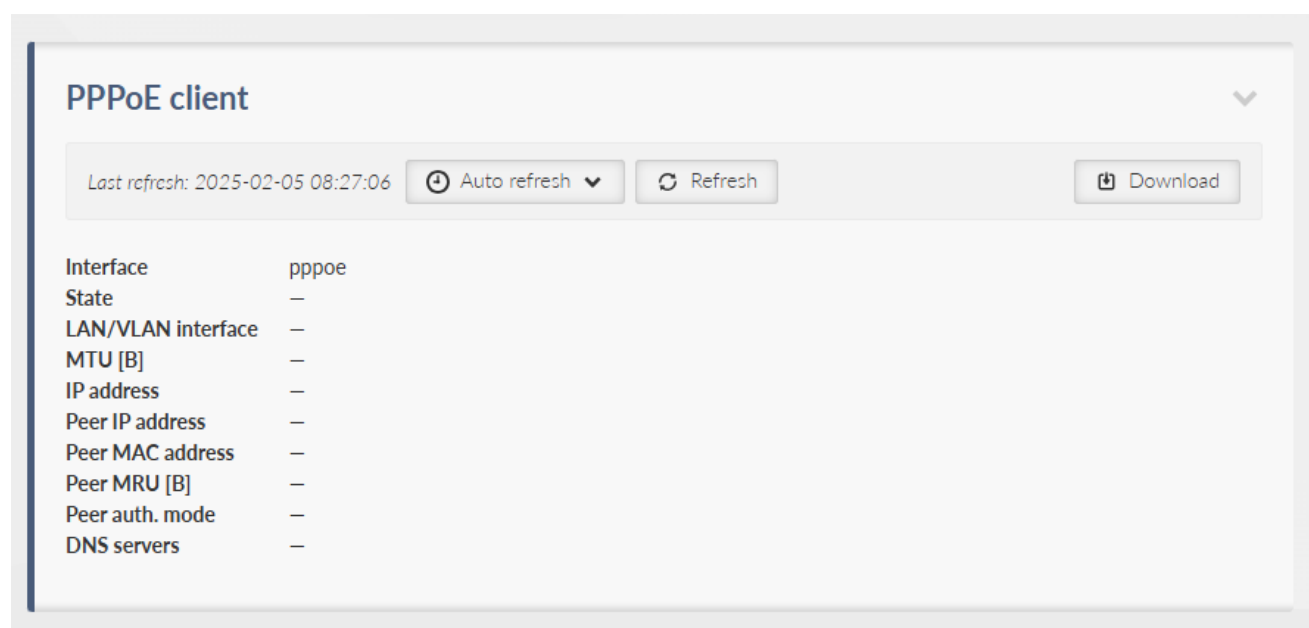 PPPoE client
Last refresh: 2025-02-05 08:27:06 Auto refresh Refresh Download
Interface pppoe
State –
LAN/VLAN interface –
MTU [B] –
IP address –
Peer IP address –
Peer MAC address –
Peer MRU [B] –
Peer auth. mode –
DNS servers –